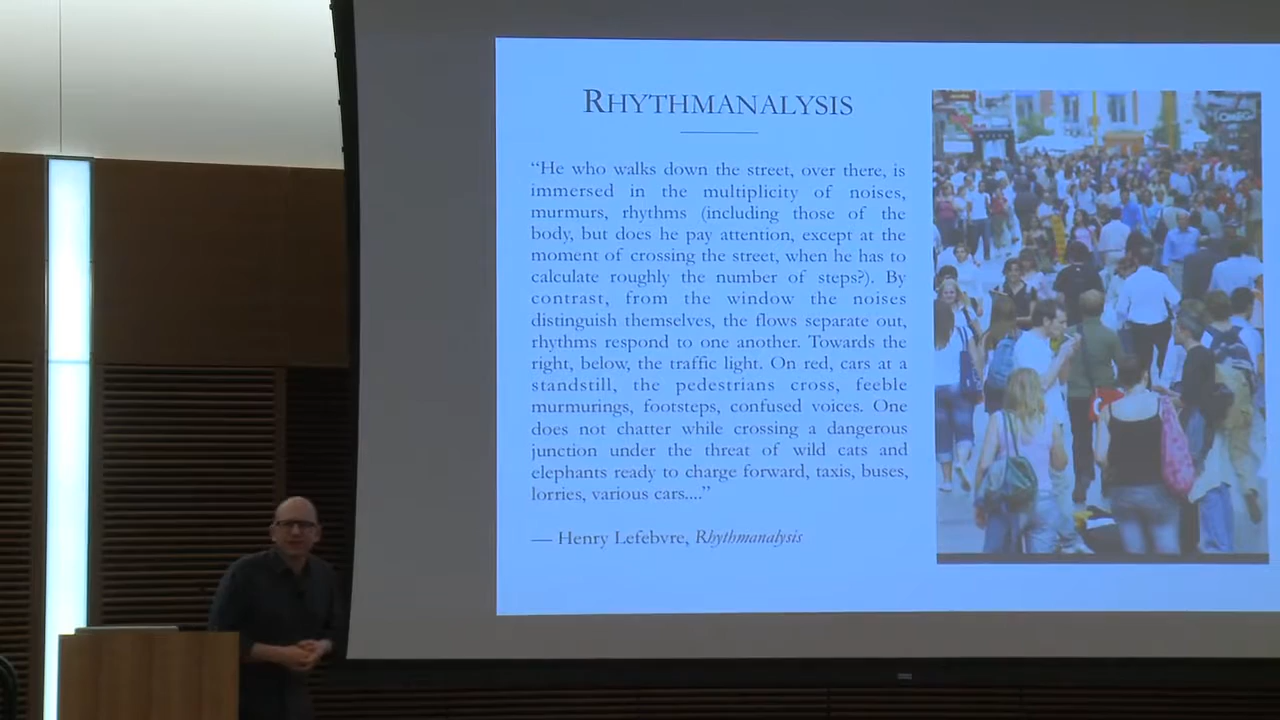 RHYTHMANALYSIS
“He who walks down the street, over there, is
immersed in the multiplicity of noises,
murmurs, rhythms (including those of the
body, but does he pay attention, except at the
moment of crossing the street, when he has to
calculate roughly the number of steps?). By
contrast, from the window the noises
distinguish themselves, the flows separate out,
rhythms respond to one another. Towards the
right, below, the traffic light. On red, cars at a
standstill, the pedestrians cross, feeble
murmurings, footsteps, confused voices. One
does not chatter while crossing a dangerous
junction under the threat of wild cats and
elephants ready to charge forward, taxis, buses,
lorries, various cars....”
— Henry Lefebvre, Rhythmanalysis